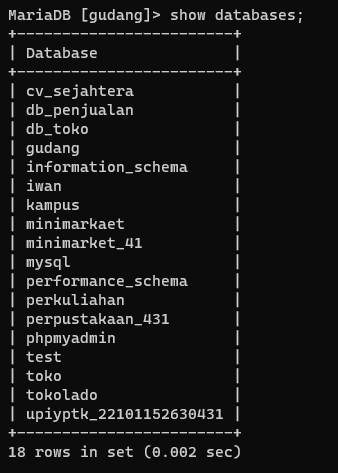 MariaDB [gudang]> show databases;
+------------------------+
| Database               |
+------------------------+
| cv_sejahtera           |
| db_penjualan           |
| db_toko                |
| gudang                 |
| information_schema     |
| iwan                   |
| kampus                 |
| minimarkaet            |
| minimarket_41          |
| mysql                  |
| performance_schema     |
| perkuliahan            |
| perpustakaan_431       |
| phpmyadmin             |
| test                   |
| toko                   |
| tokolado               |
| upiyptk_22101152630431 |
+------------------------+
18 rows in set (0.002 sec)